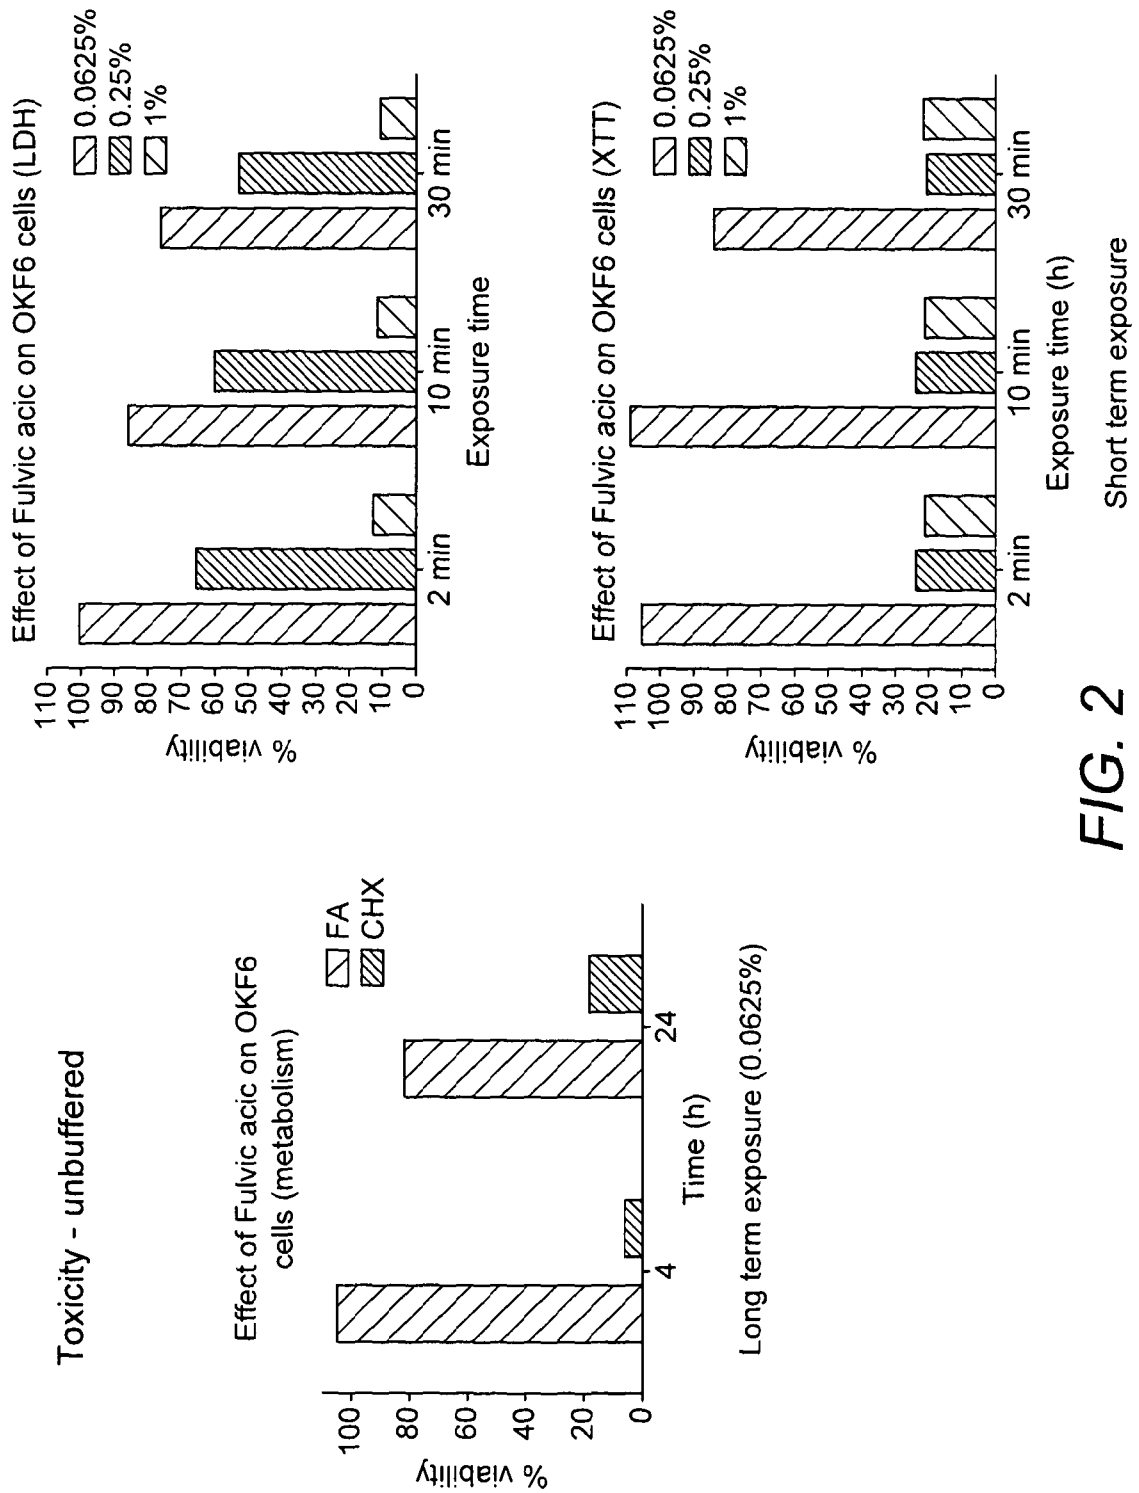 Toxicity - unbuffered
Effect of Fulvic acic on OKF6
cells (metabolism)
FA
CHX
% viability
100
80
60
40
20
0
4
24
Time (h)
Long term exposure (0.0625%)
Effect of Fulvic acic on OKF6 cells (LDH)
0.0625%
0.25%
1%
% viability
110
100
90
80
70
60
50
40
30
20
10
0
2 min
10 min
30 min
Exposure time
Effect of Fulvic acic on OKF6 cells (XTT)
0.0625%
0.25%
1%
% viability
110
100
90
80
70
60
50
40
30
20
10
0
2 min
10 min
30 min
Exposure time (h)
Short term exposure
FIG. 2